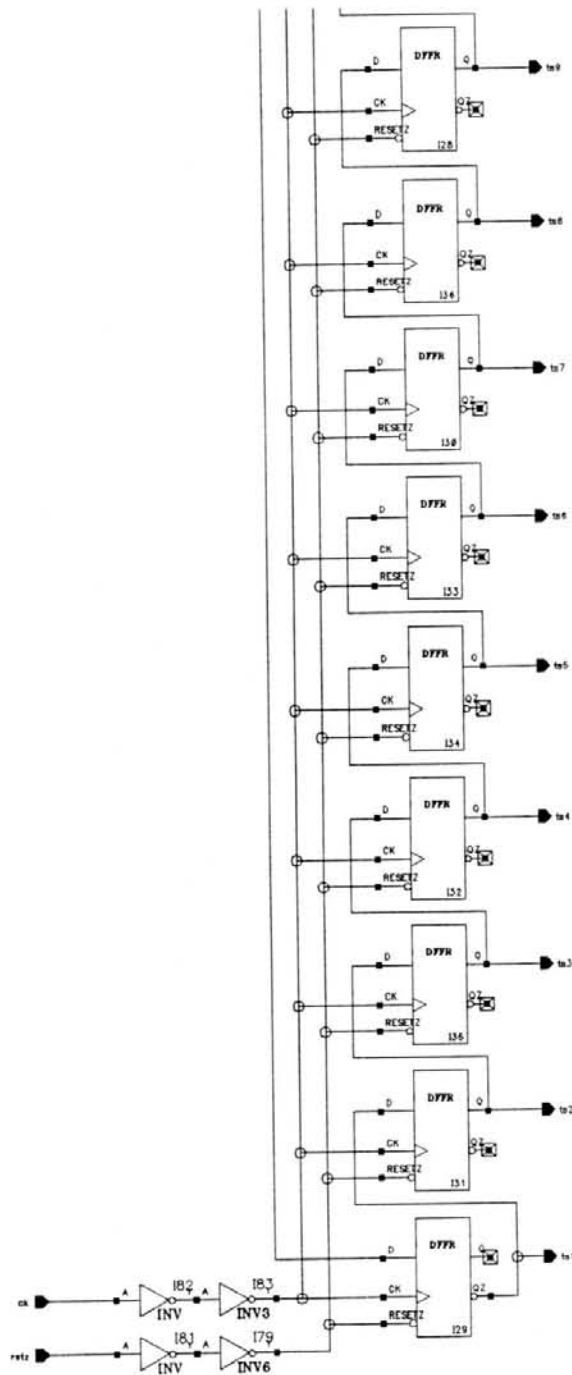 DFFR
D Q ts9
CK QZ
RESETZ
I28
DFFR
D Q ts8
CK QZ
RESETZ
DFFR
D Q ts7
CK QZ
RESETZ
I30
DFFR
D Q ts6
CK QZ
RESETZ
I33
DFFR
D Q ts5
CK QZ
RESETZ
I34
DFFR
D Q ts4
CK QZ
RESETZ
I32
DFFR
D Q ts3
CK QZ
RESETZ
DFFR
D Q ts2
CK QZ
RESETZ
I31
DFFR
D Q ts1
CK QZ
RESETZ
I29
ck A I82 A I83
Y Y
INV INV3
A I81 A I79
Y Y
INV INV6